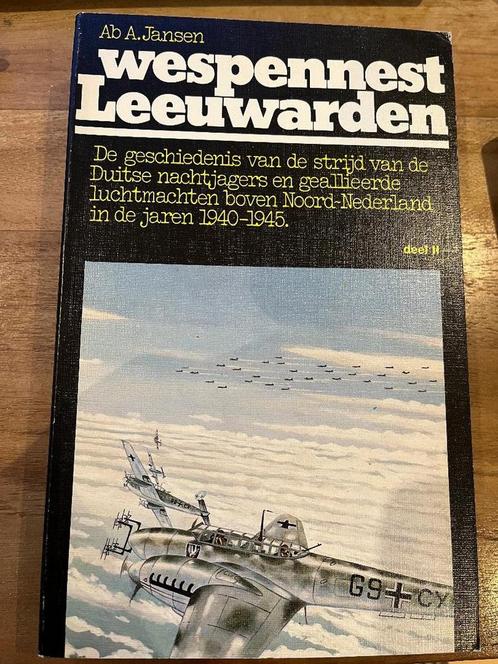 Ab A. Jansen
wespennest
Leeuwarden
De geschiedenis van de strijd van de
Duitse nachtjagers en geallieerde
luchtmachten boven Noord-Nederland
in de jaren 1940-1945.
deel II
G9 CY